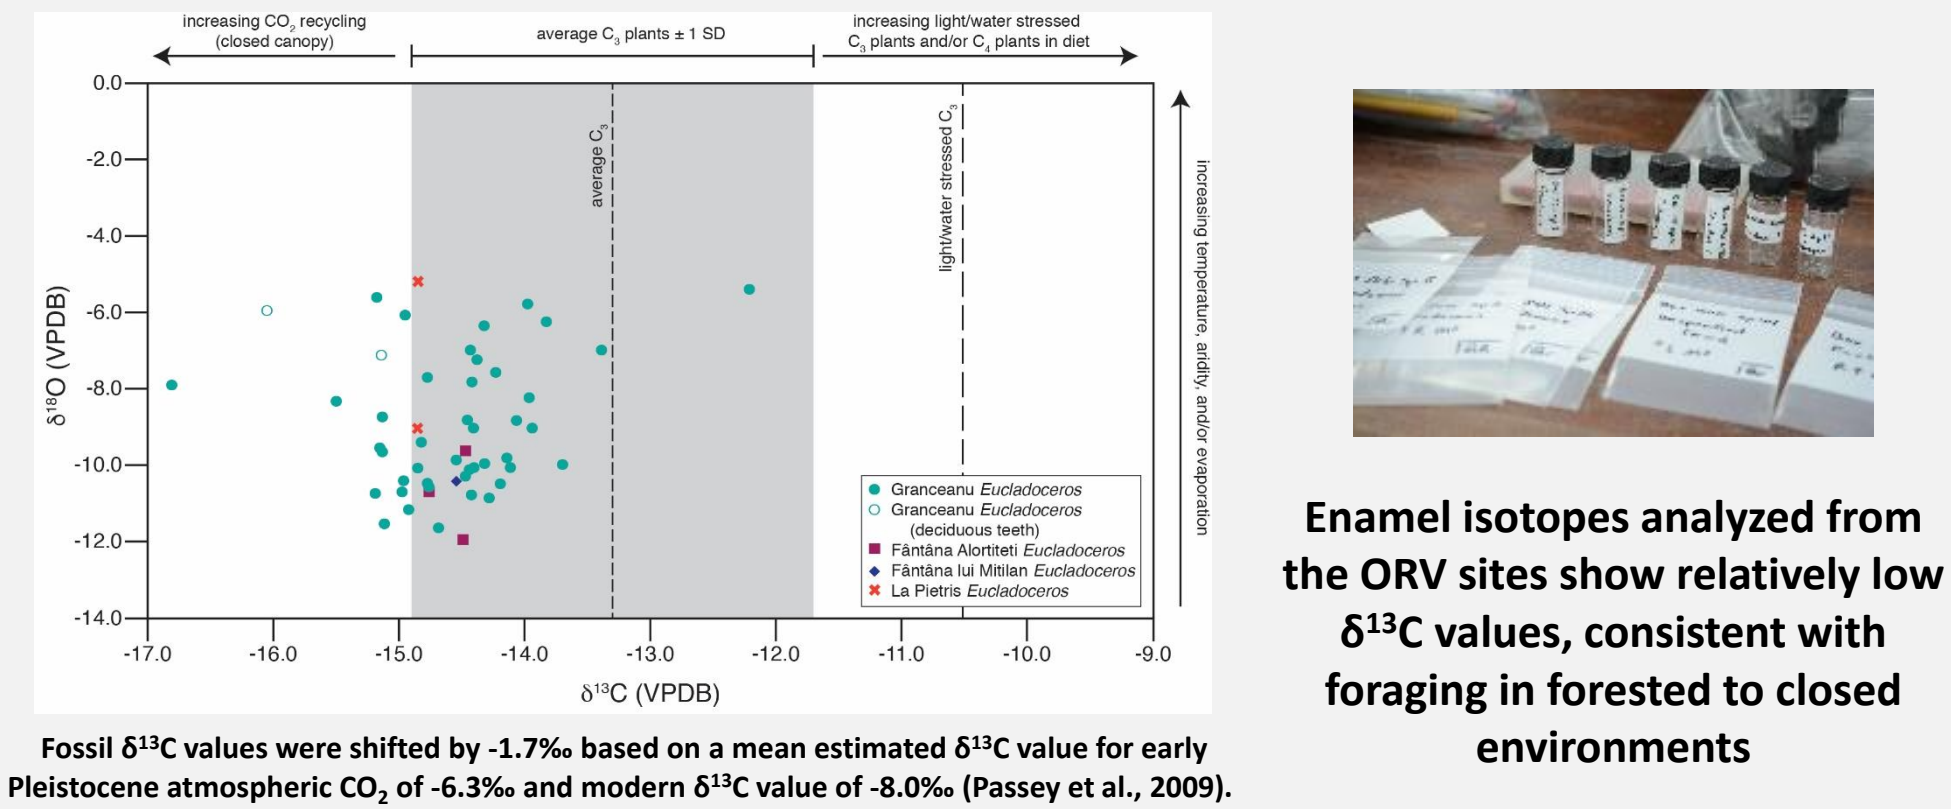 increasing CO₂ recycling
(closed canopy)
average C₃ plants ± 1 SD
increasing light/water stressed
C₃ plants and/or C₄ plants in diet
0.0
-2.0
-4.0
-6.0
-8.0
-10.0
-12.0
-14.0
δ¹⁸O (VPDB)
average C₃
light/water stressed C₃
increasing temperature, aridity, and/or evaporation
Granceanu Eucladoceros
Granceanu Eucladoceros
(deciduous teeth)
Fântâna Alortiteti Eucladoceros
Fântâna lui Mitilan Eucladoceros
La Pietris Eucladoceros
-17.0
-16.0
-15.0
-14.0
-13.0
-12.0
-11.0
-10.0
-9.0
δ¹³C (VPDB)
Fossil δ¹³C values were shifted by -1.7‰ based on a mean estimated δ¹³C value for early
Pleistocene atmospheric CO₂ of -6.3‰ and modern δ¹³C value of -8.0‰ (Passey et al., 2009).
Enamel isotopes analyzed from
the ORV sites show relatively low
δ¹³C values, consistent with
foraging in forested to closed
environments